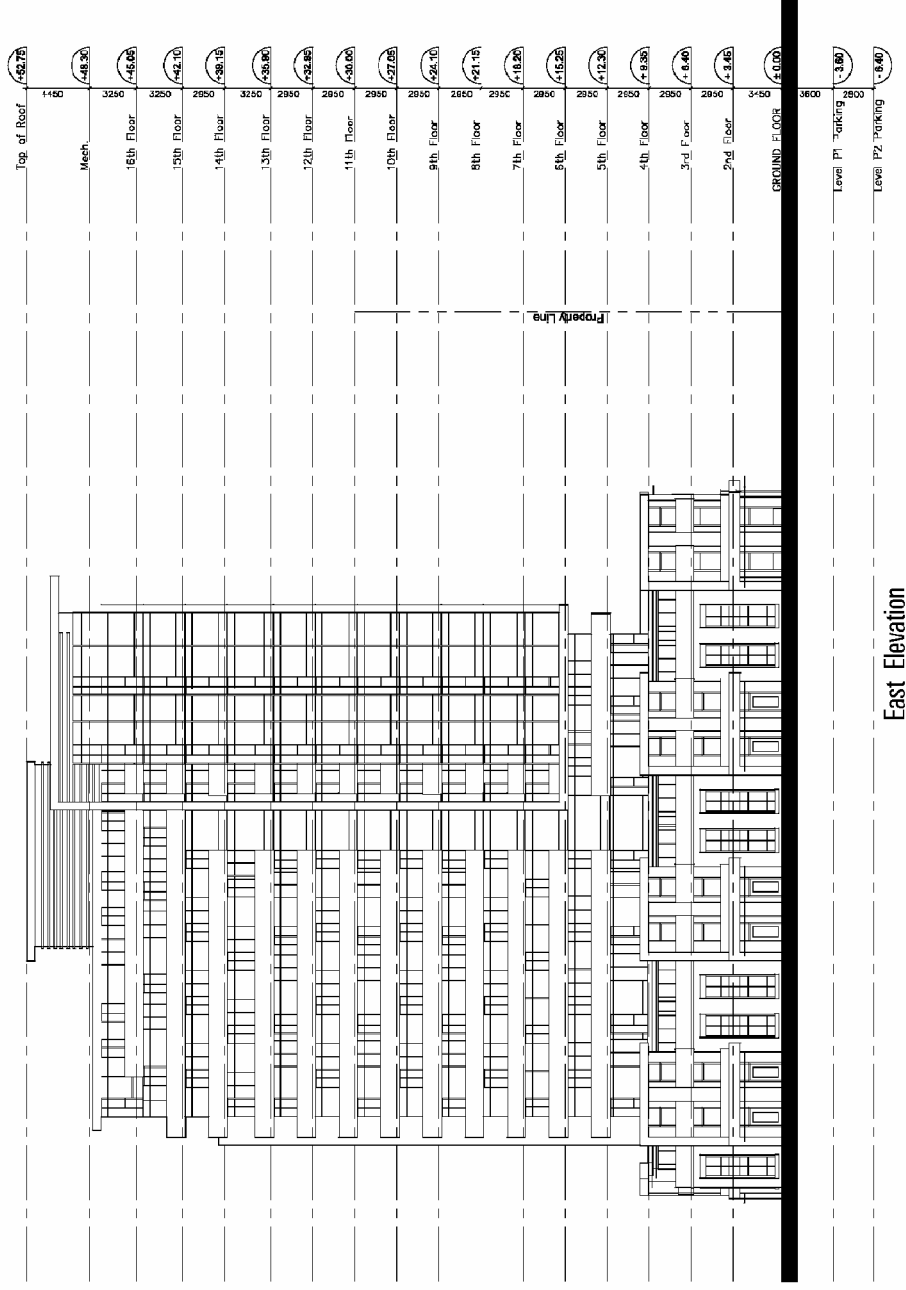 +52.75
4450
Top of Roof
+48.30
3250
Mech.
+45.05
3250
16th Floor
+42.10
2950
15th Floor
+39.15
3250
14th Floor
+35.90
2950
13th Floor
+32.95
2950
12th Floor
+30.00
2950
11th Floor
+27.05
2950
10th Floor
+24.10
2950
9th Floor
+21.15
2950
8th Floor
+18.20
2950
7th Floor
+15.25
2950
6th Floor
+12.30
2950
5th Floor
+ 9.35
2950
4th Floor
+ 6.40
2950
3rd Floor
+ 3.45
3450
2nd Floor
± 0.00
3600
GROUND FLOOR
- 3.60
2800
Level P1 Parking
- 6.40
Level P2 Parking
Property Line
East Elevation